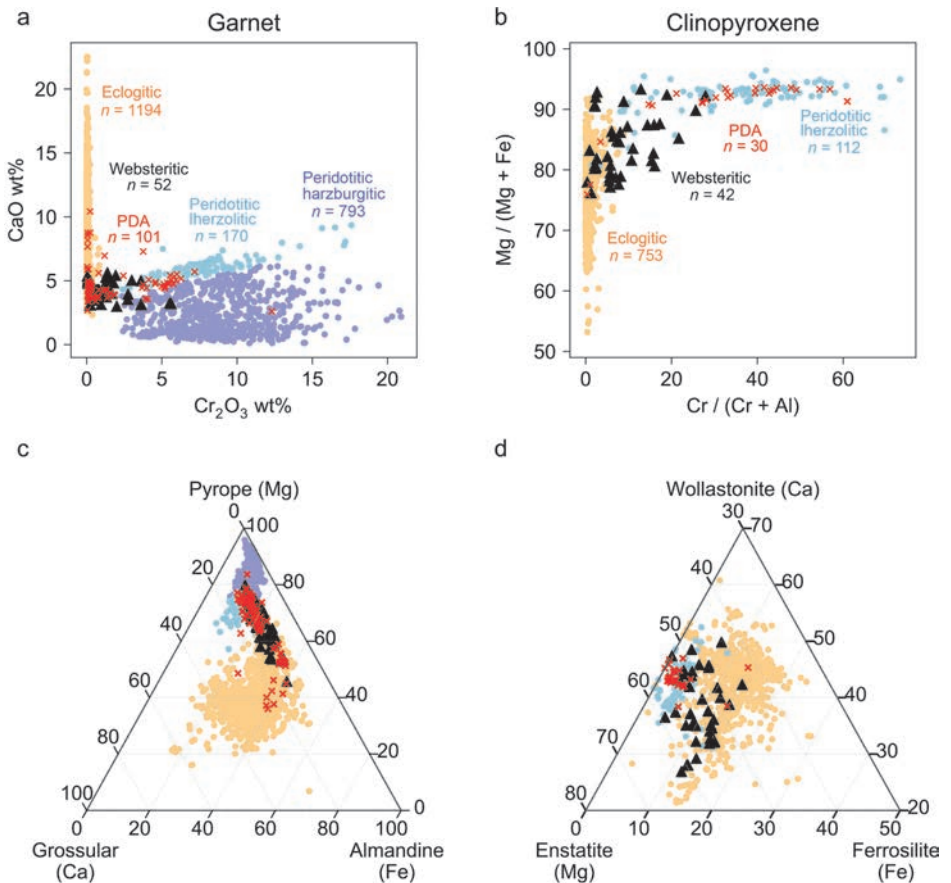 a
Garnet
CaO wt%
20
15
10
5
0
Eclogitic
n = 1194
Websteritic
n = 52
PDA
n = 101
Peridotitic
lherzolitic
n = 170
Peridotitic
harzburgitic
n = 793
0 5 10 15 20
Cr₂O₃ wt%
b
Clinopyroxene
Mg / (Mg + Fe)
100
90
80
70
60
50
PDA
n = 30
Peridotitic
lherzolitic
n = 112
Websteritic
n = 42
Eclogitic
n = 753
0 20 40 60
Cr / (Cr + Al)
c
Pyrope (Mg)
0
100
20
80
40
60
60
40
80
20
100
0
0 20 40 60 80 100
Grossular
(Ca)
Almandine
(Fe)
d
Wollastonite (Ca)
30
70
40
60
50
50
60
40
70
30
80
20
0 10 20 30 40 50
Enstatite
(Mg)
Ferrosilite
(Fe)